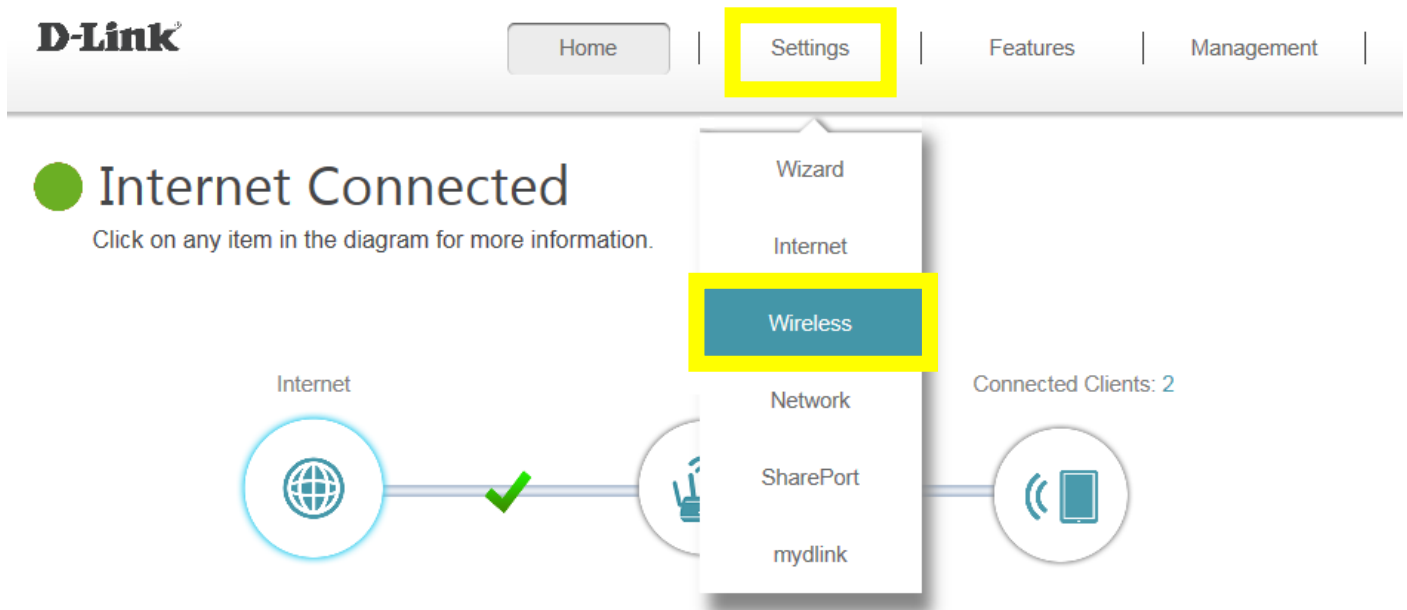 D-Link
Home
Settings
Features
Management
Internet Connected
Click on any item in the diagram for more information.
Wizard
Internet
Wireless
Network
SharePort
mydlink
Internet
Connected Clients: 2